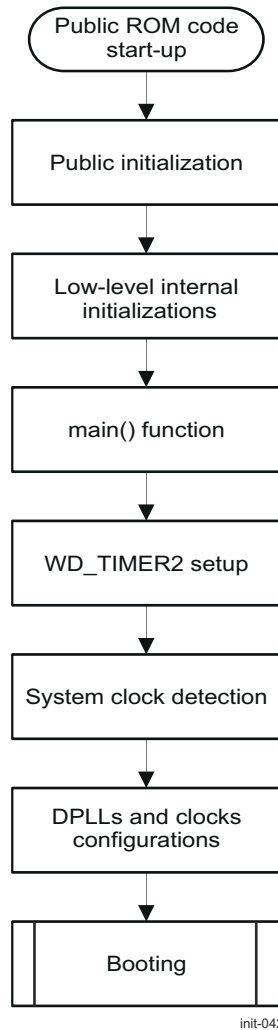 Public ROM code
start-up
Public initialization
Low-level internal
initializations
main() function
WD_TIMER2 setup
System clock detection
DPLLs and clocks
configurations
Booting